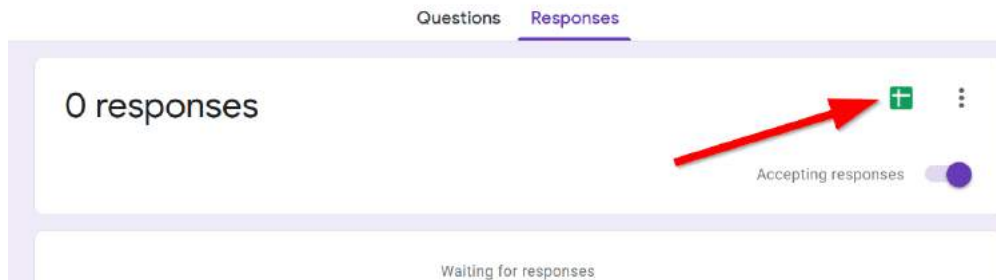 Questions Responses
0 responses
Accepting responses
Waiting for responses